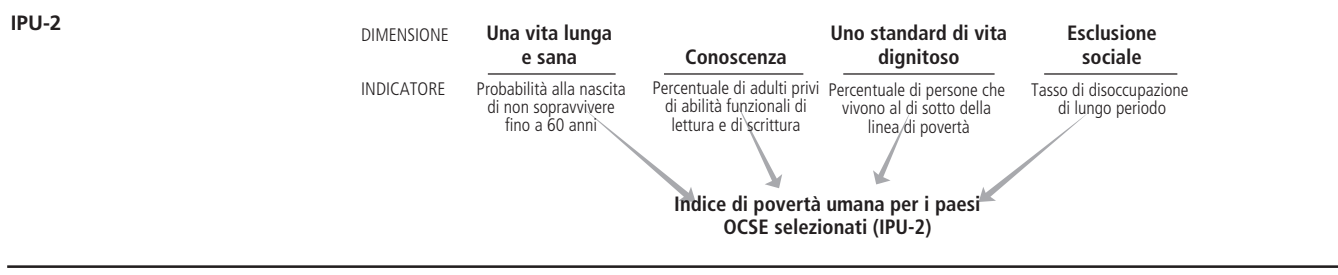 IPU-2
DIMENSIONE
Una vita lunga
e sana
Conoscenza
Uno standard di vita
dignitoso
Esclusione
sociale
INDICATORE
Probabilità alla nascita
di non sopravvivere
fino a 60 anni
Percentuale di adulti privi
di abilità funzionali di
lettura e di scrittura
Percentuale di persone che
vivono al di sotto della
linea di povertà
Tasso di disoccupazione
di lungo periodo
Indice di povertà umana per i paesi
OCSE selezionati (IPU-2)